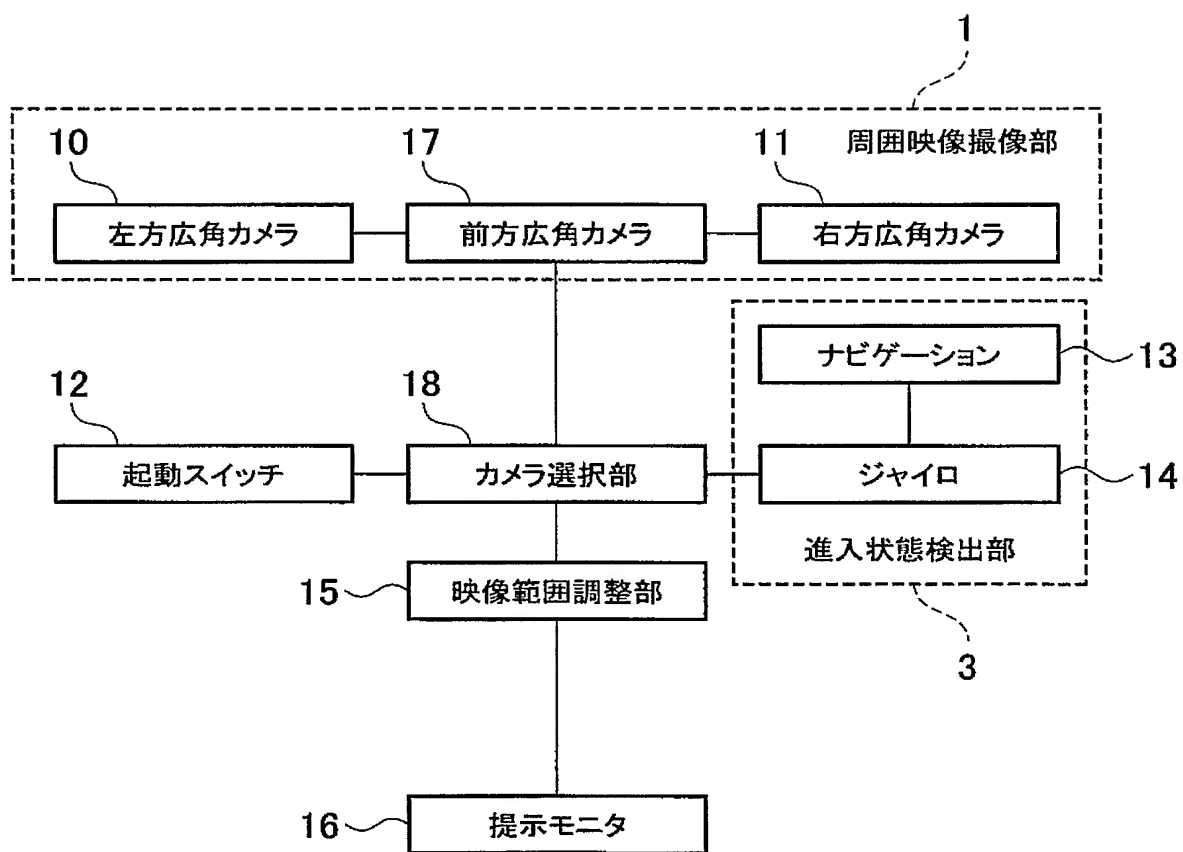 1
周囲映像撮像部
10
17
11
左方広角カメラ
前方広角カメラ
右方広角カメラ
ナビゲーション
13
12
18
起動スイッチ
カメラ選択部
ジャイロ
14
進入状態検出部
15
映像範囲調整部
3
16
提示モニタ